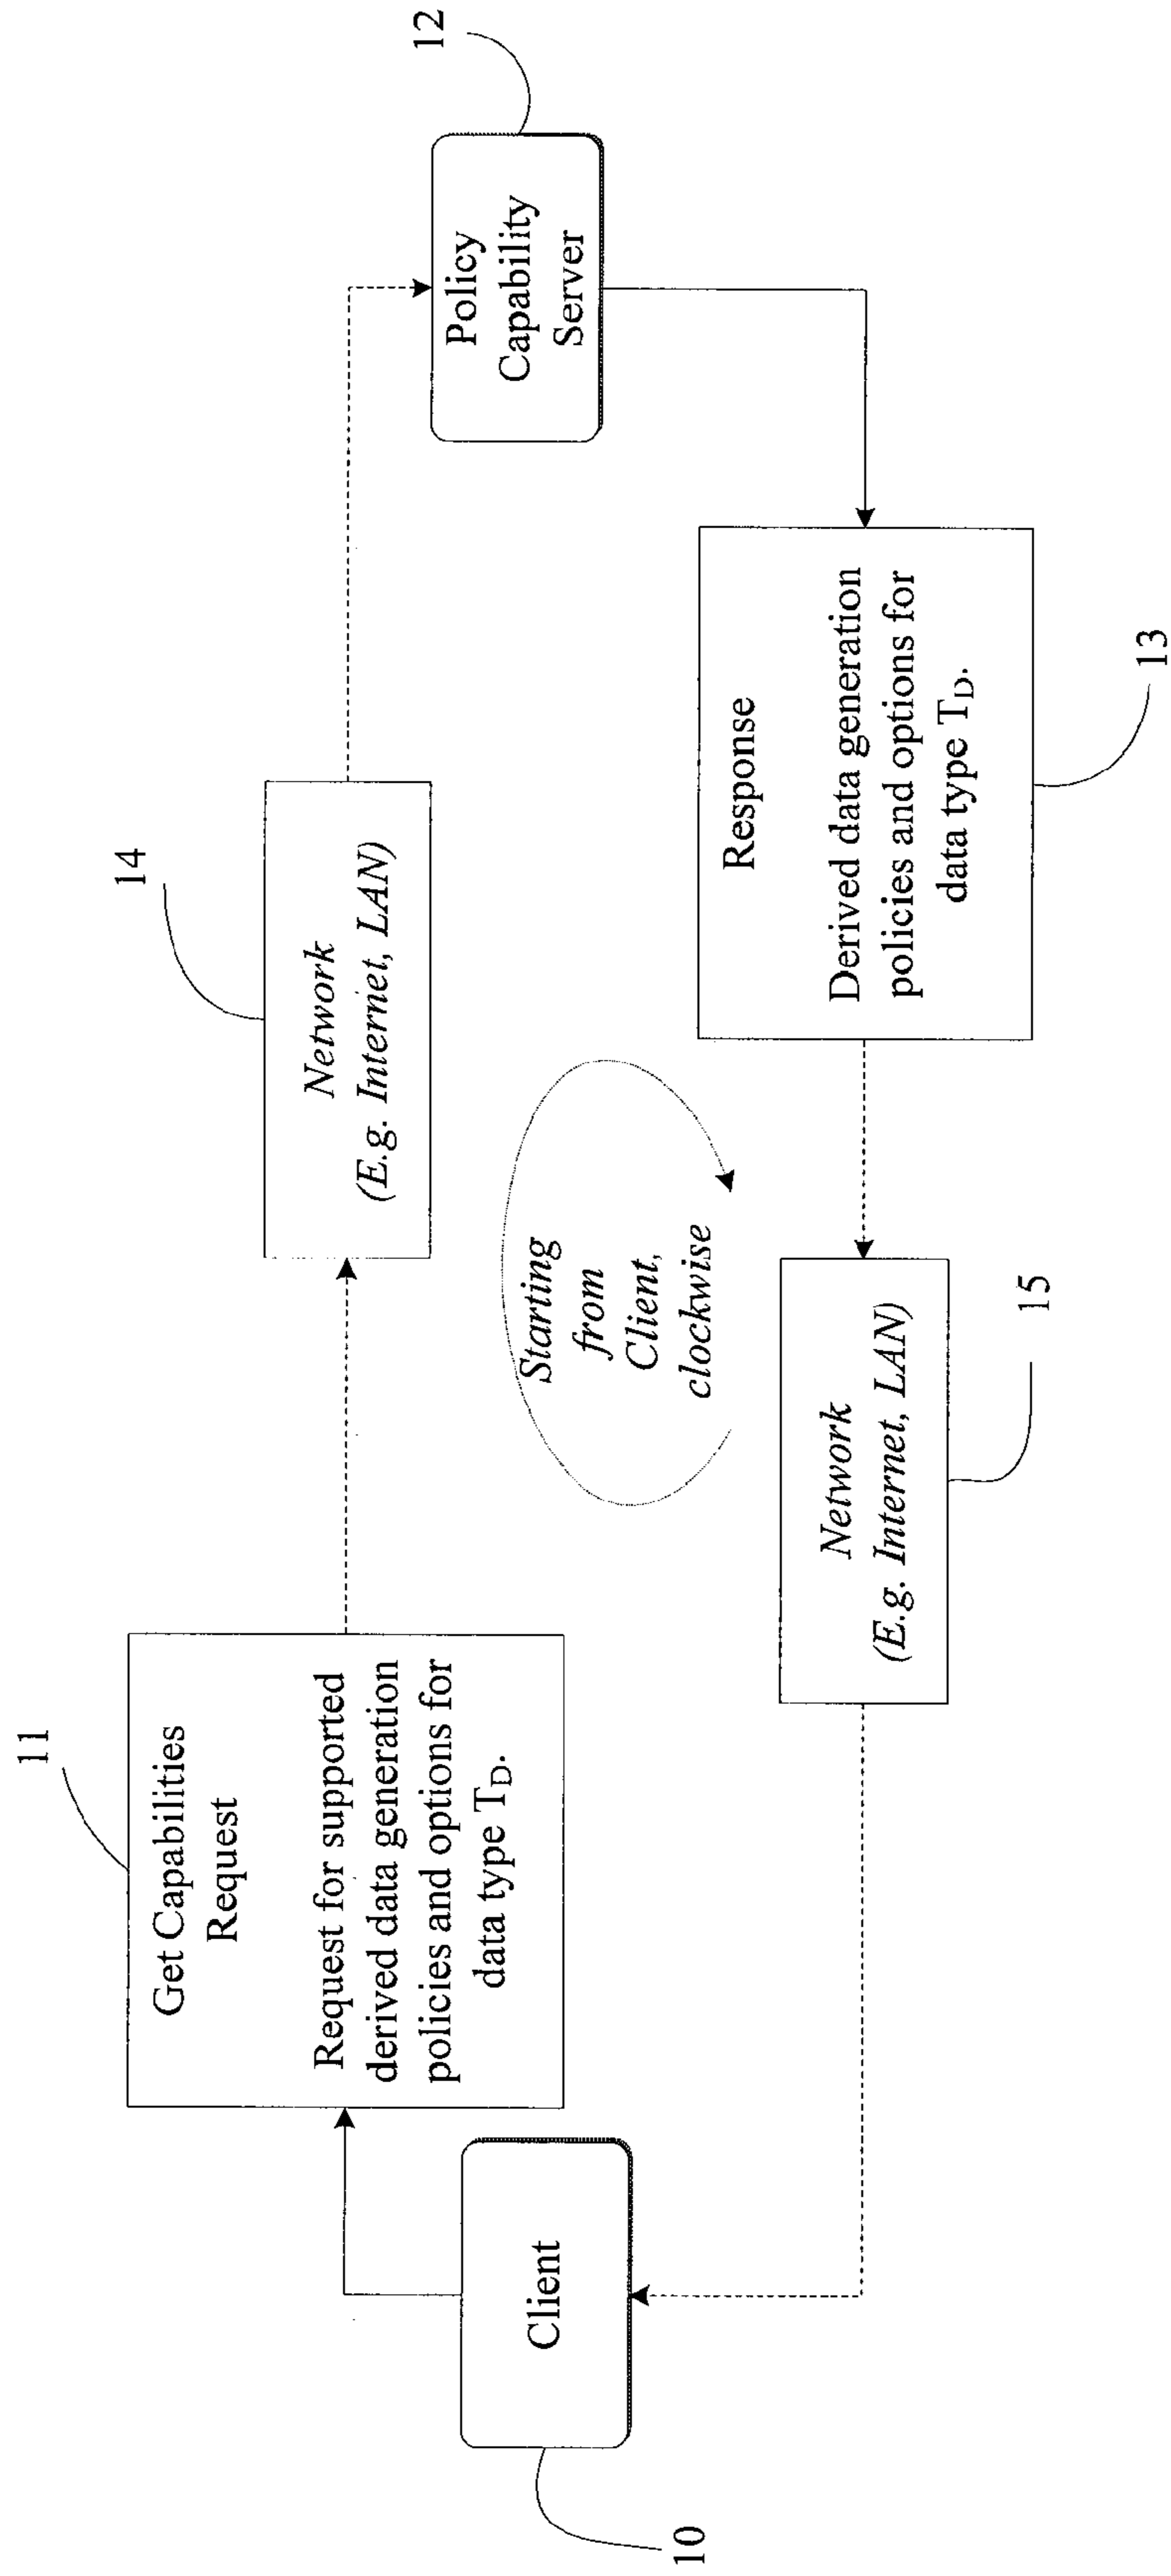 11
Get Capabilities
Request
Request for supported
derived data generation
policies and options for
data type T_D.
14
Network
(E.g. Internet, LAN)
12
Policy
Capability
Server
10
Client
Starting
from
Client,
clockwise
15
Network
(E.g. Internet, LAN)
13
Response
Derived data generation
policies and options for
data type T_D.